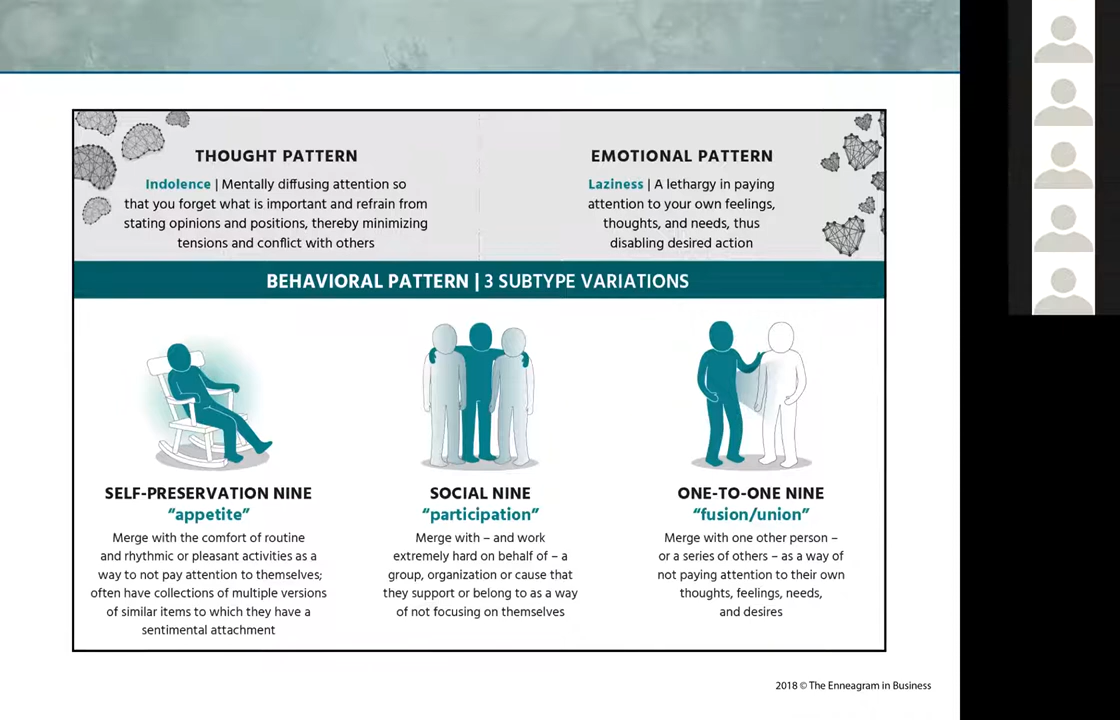 THOUGHT PATTERN
Indolence | Mentally diffusing attention so
that you forget what is important and refrain from
stating opinions and positions, thereby minimizing
tensions and conflict with others
EMOTIONAL PATTERN
Laziness | A lethargy in paying
attention to your own feelings,
thoughts, and needs, thus
disabling desired action
BEHAVIORAL PATTERN | 3 SUBTYPE VARIATIONS
SELF-PRESERVATION NINE
“appetite”
Merge with the comfort of routine
and rhythmic or pleasant activities as a
way to not pay attention to themselves;
often have collections of multiple versions
of similar items to which they have a
sentimental attachment
SOCIAL NINE
“participation”
Merge with – and work
extremely hard on behalf of – a
group, organization or cause that
they support or belong to as a way
of not focusing on themselves
ONE-TO-ONE NINE
“fusion/union”
Merge with one other person –
or a series of others – as a way of
not paying attention to their own
thoughts, feelings, needs,
and desires
2018 © The Enneagram in Business